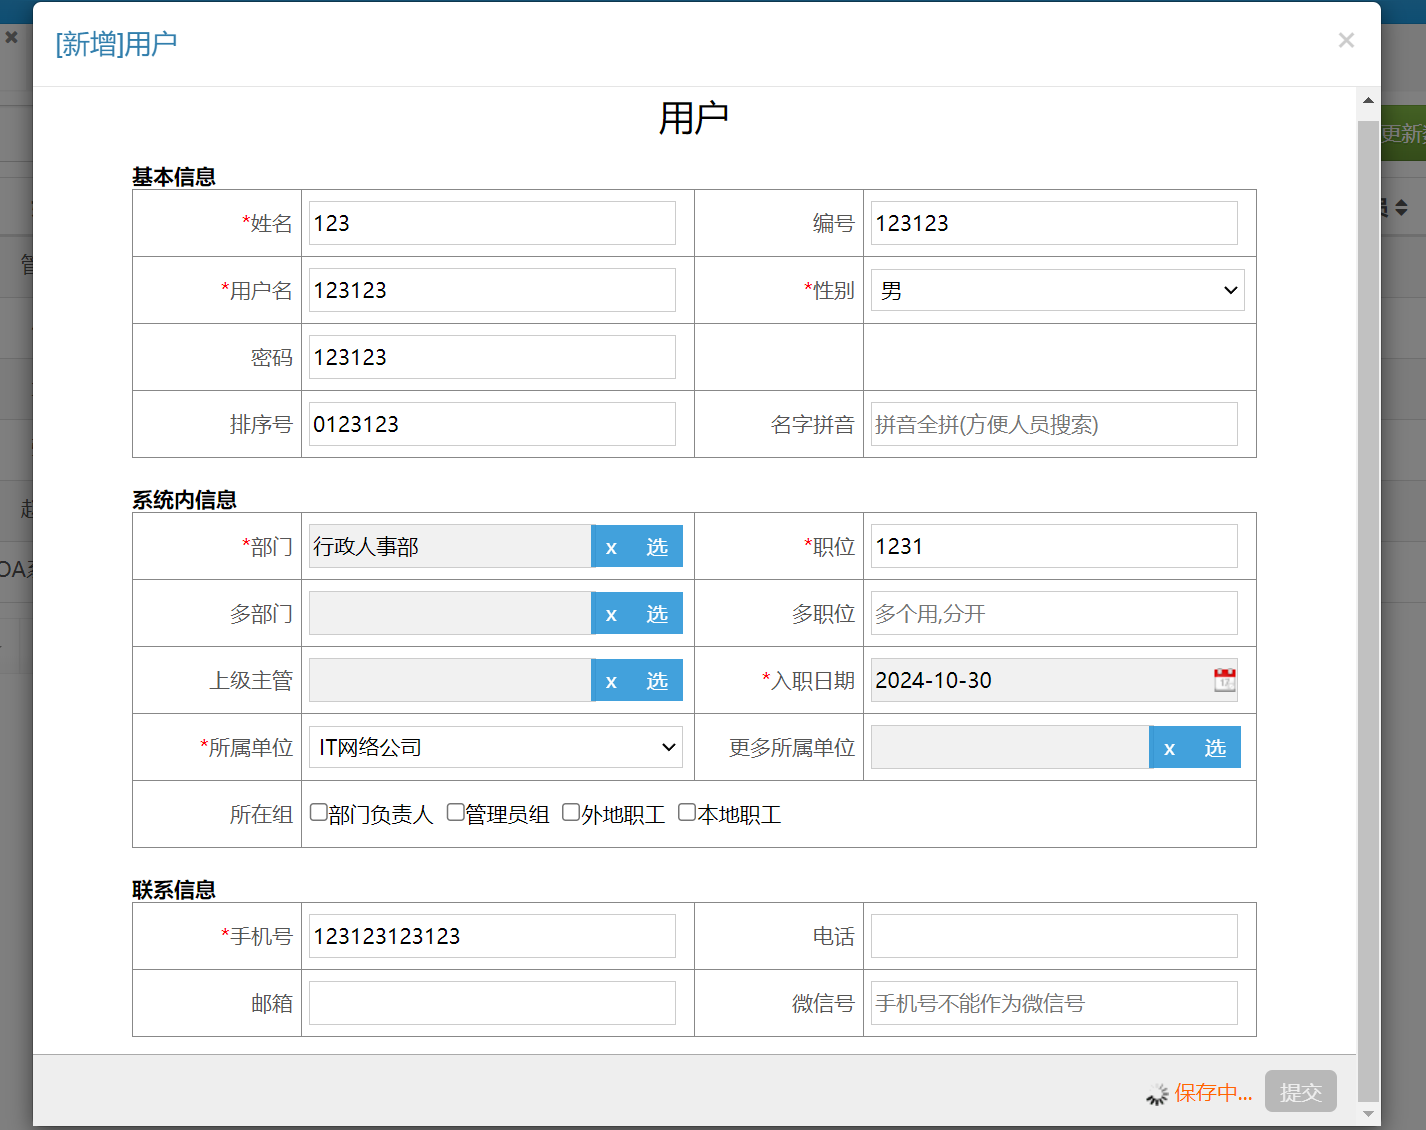 [新增]用户
×
更新
用户
基本信息
*姓名 123 编号 123123
*用户名 123123 *性别 男
密码 123123
排序号 0123123 名字拼音 拼音全拼(方便人员搜索)
系统内信息
*部门 行政人事部 x 选 *职位 1231
多部门 x 选 多职位 多个用,分开
上级主管 x 选 *入职日期 2024-10-30
*所属单位 IT网络公司 更多所属单位 x 选
所在组 部门负责人 管理员组 外地职工 本地职工
联系信息
*手机号 123123123123 电话
邮箱 微信号 手机号不能作为微信号
保存中... 提交